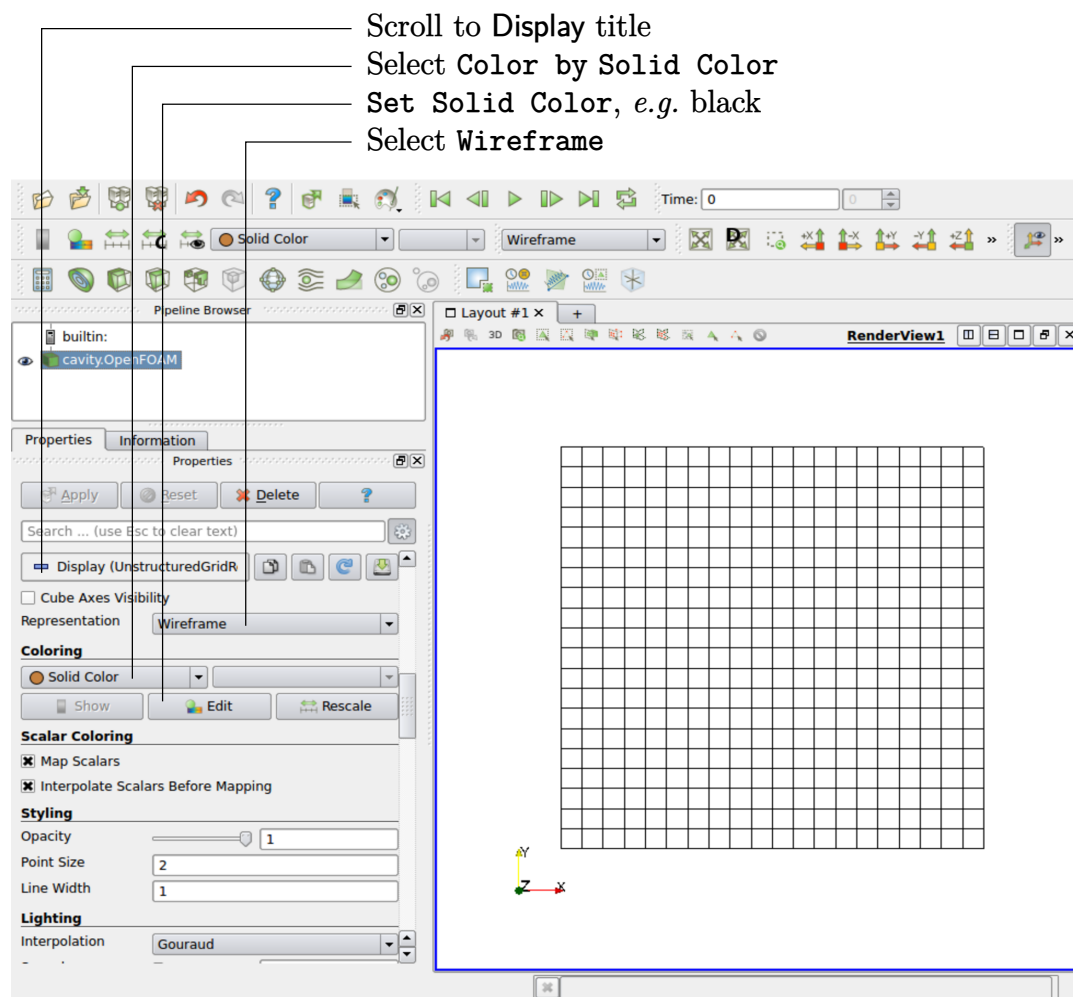 Scroll to Display title
Select Color by Solid Color
Set Solid Color, e.g. black
Select Wireframe
Time: 0 0
Solid Color Wireframe +X -X +Y -Y +Z »  »
Pipeline Browser
Layout #1 +
builtin:
3D RenderView1
cavity.OpenFOAM
Properties Information
Properties
Apply Reset Delete ?
Search ... (use Esc to clear text)
Display (UnstructuredGridR
Cube Axes Visibility
Representation Wireframe
Coloring
Solid Color
Show Edit Rescale
Scalar Coloring
Map Scalars
Interpolate Scalars Before Mapping
Styling
Opacity 1
Point Size 2
Line Width 1
Lighting
Interpolation Gouraud
Y
Z X